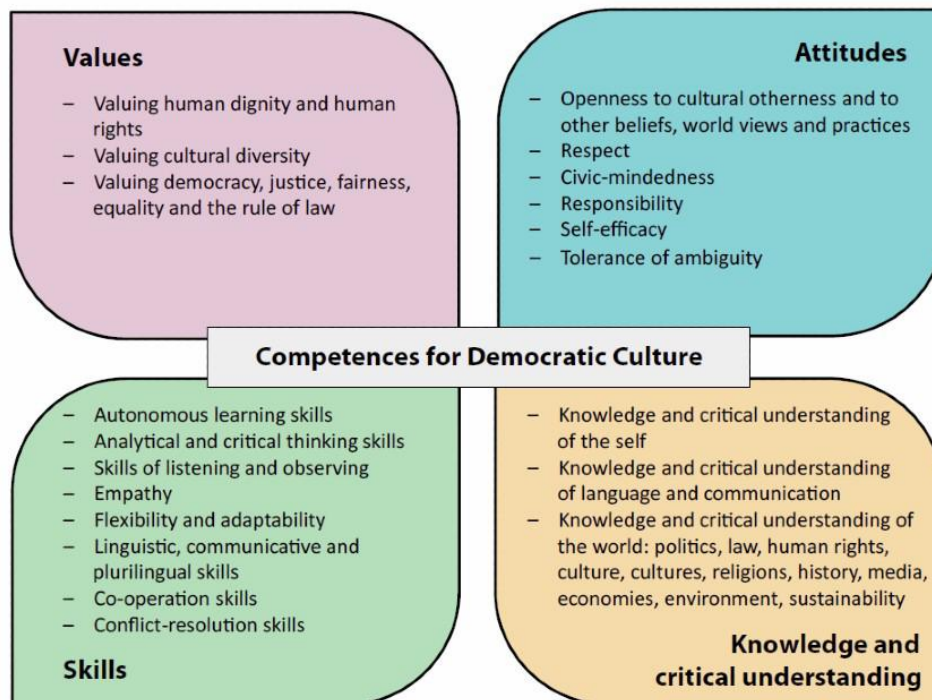 Values
– Valuing human dignity and human
rights
– Valuing cultural diversity
– Valuing democracy, justice, fairness,
equality and the rule of law
Attitudes
– Openness to cultural otherness and to
other beliefs, world views and practices
– Respect
– Civic-mindedness
– Responsibility
– Self-efficacy
– Tolerance of ambiguity
Competences for Democratic Culture
– Autonomous learning skills
– Analytical and critical thinking skills
– Skills of listening and observing
– Empathy
– Flexibility and adaptability
– Linguistic, communicative and
plurilingual skills
– Co-operation skills
– Conflict-resolution skills
Skills
– Knowledge and critical understanding
of the self
– Knowledge and critical understanding
of language and communication
– Knowledge and critical understanding of
the world: politics, law, human rights,
culture, cultures, religions, history, media,
economies, environment, sustainability
Knowledge and
critical understanding